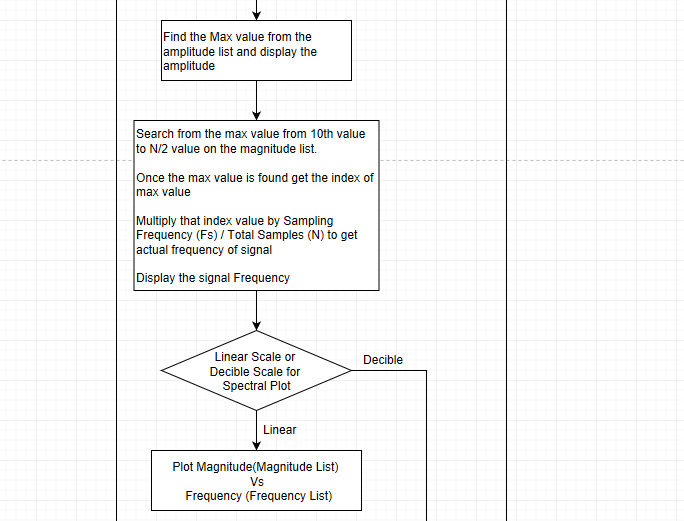 Find the Max value from the
amplitude list and display the
amplitude
Search from the max value from 10th value
to N/2 value on the magnitude list.
Once the max value is found get the index of
max value
Multiply that index value by Sampling
Frequency (Fs) / Total Samples (N) to get
actual frequency of signal
Display the signal Frequency
Linear Scale or
Decible Scale for
Spectral Plot
Decible
Linear
Plot Magnitude(Magnitude List)
Vs
Frequency (Frequency List)